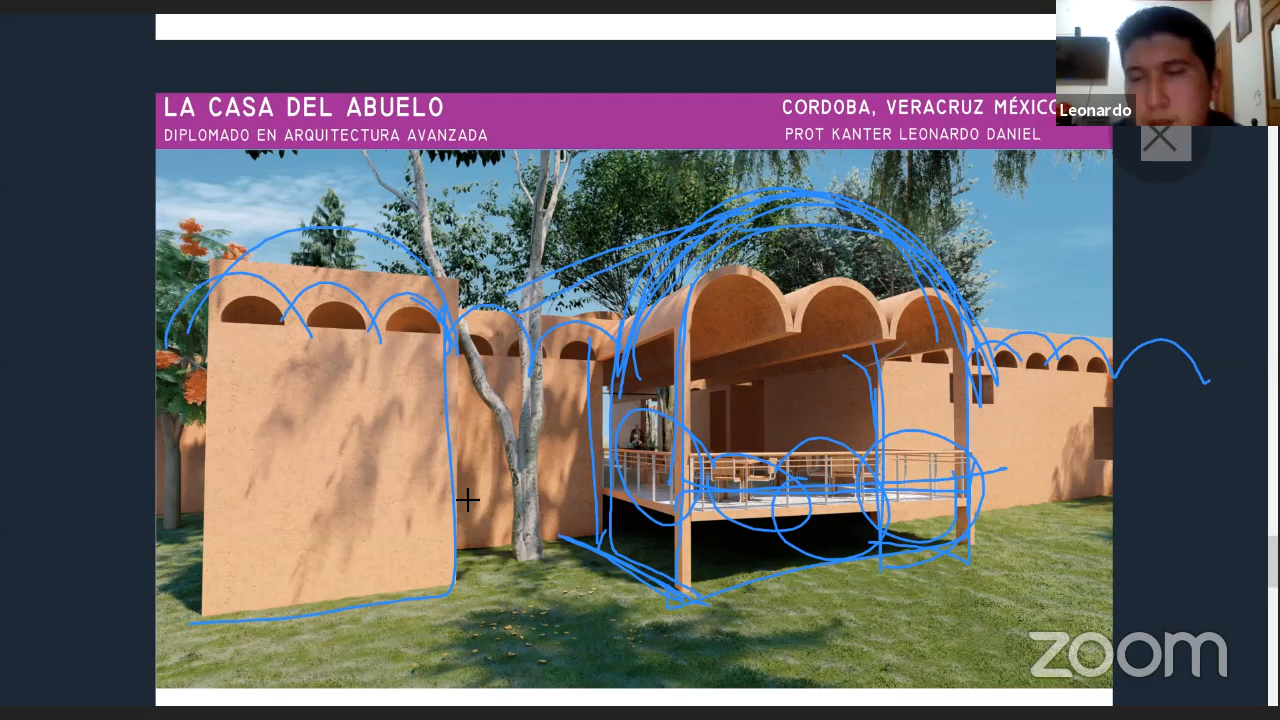 LA CASA DEL ABUELO
DIPLOMADO EN ARQUITECTURA AVANZADA
CORDOBA, VERACRUZ MÉXICO
PROT KANTER LEONARDO DANIEL
Leonardo
zoom